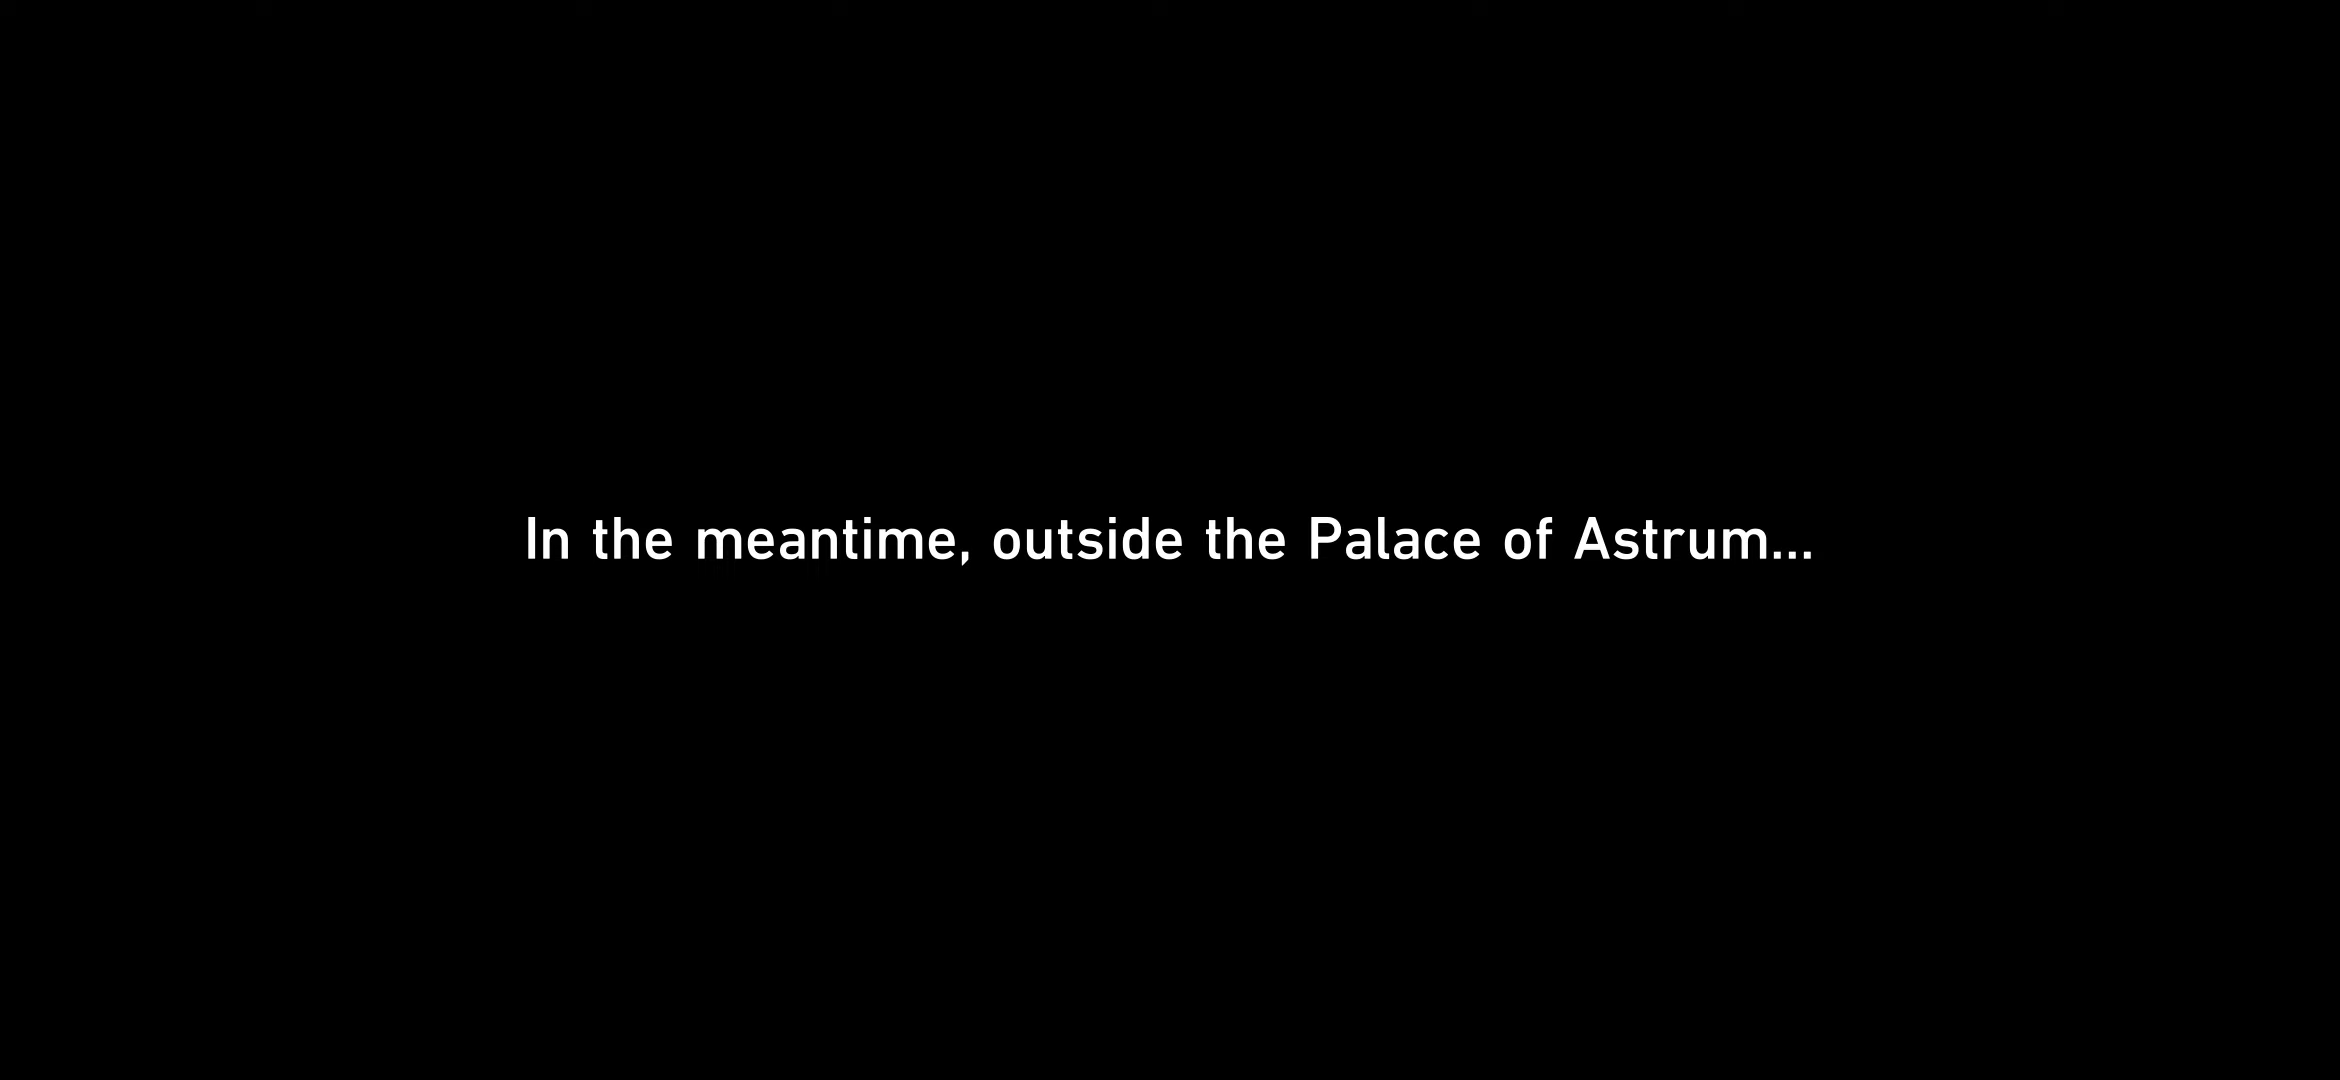 In the meantime, outside the Palace of Astrum...